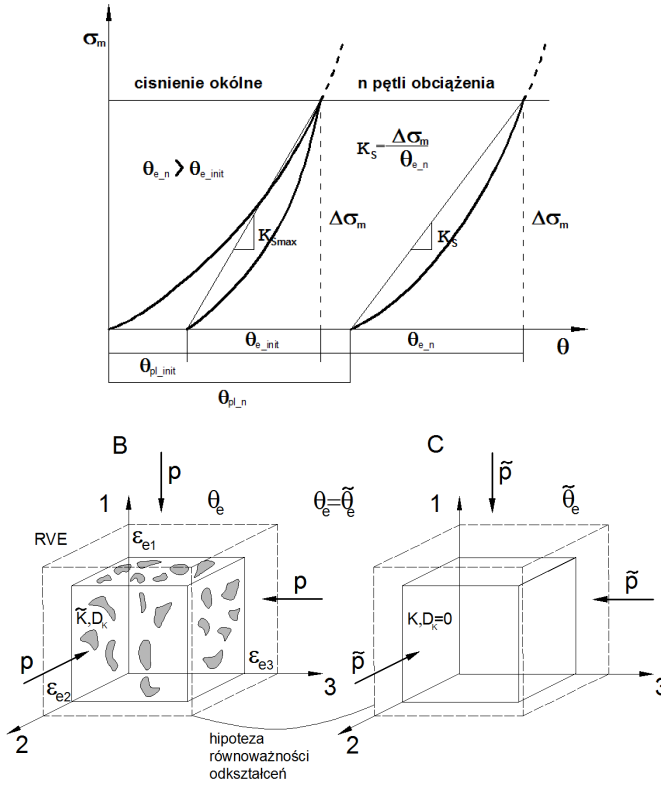 σm
cisnienie okólne
n pętli obciążenia
θe_n > θe_init
Ks=Δσm/θe_n
KSmax
Δσm
Ks
Δσm
θe_init
θe_n
θ
θpl_init
θpl_n
B
C
p
p̃
1
θe
θe=θ̃e
1
θ̃e
RVE
εe1
p
p̃
K̃,DK
K,DK=0
p
εe2
εe3
3
p̃
3
2
2
hipoteza
równoważności
odkształceń